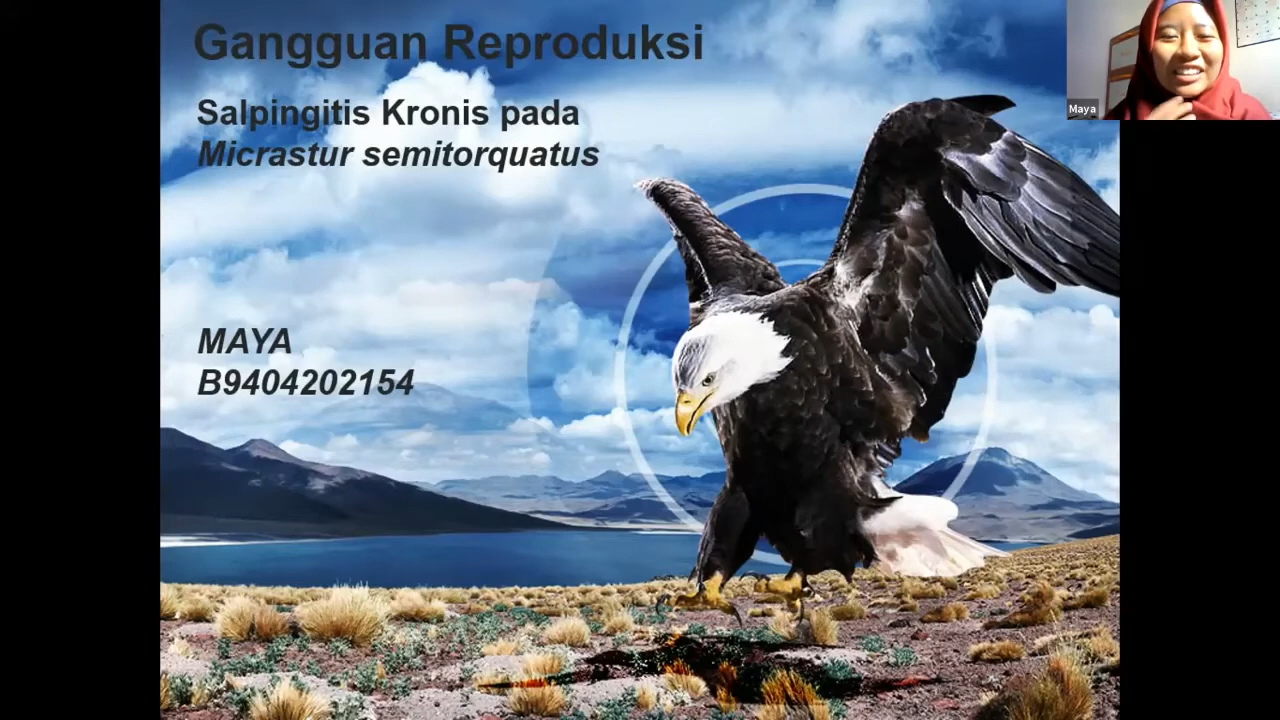 Gangguan Reproduksi
Salpingitis Kronis pada
Micrastur semitorquatus
MAYA
B9404202154
Maya